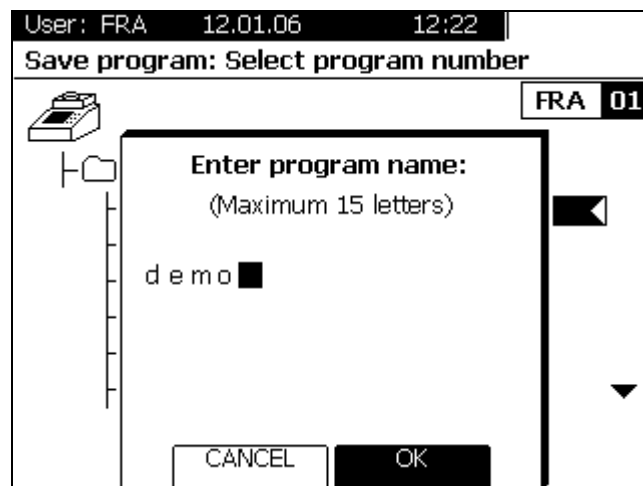 User: FRA 12.01.06 12:22
Save program: Select program number
FRA 01
Enter program name:
(Maximum 15 letters)
demo
CANCEL OK